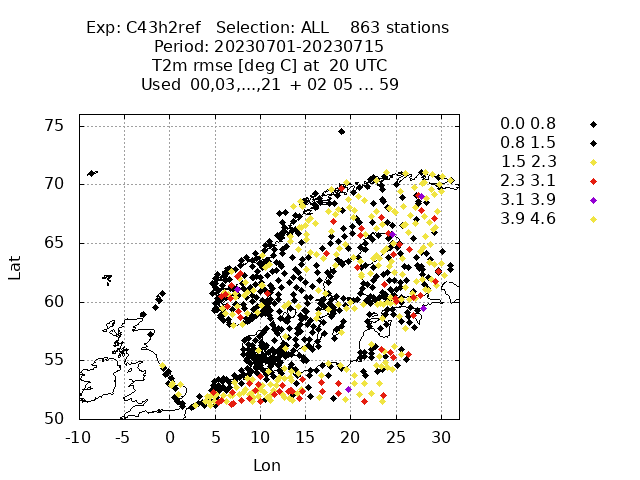 Exp: C43h2ref Selection: ALL 863 stations
Period: 20230701-20230715
T2m rmse [deg C] at 20 UTC
Used 00,03,...,21 + 02 05 ... 59
0.0 0.8
0.8 1.5
1.5 2.3
2.3 3.1
3.1 3.9
3.9 4.6
75
70
65
60
55
50
Lat
-10 -5 0 5 10 15 20 25 30
Lon